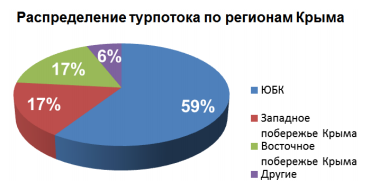 Распределение турпотока по регионам Крыма
6%
17%
17%
59%
ЮБК
Западное
побережье Крыма
Восточное
побережье Крыма
Другие